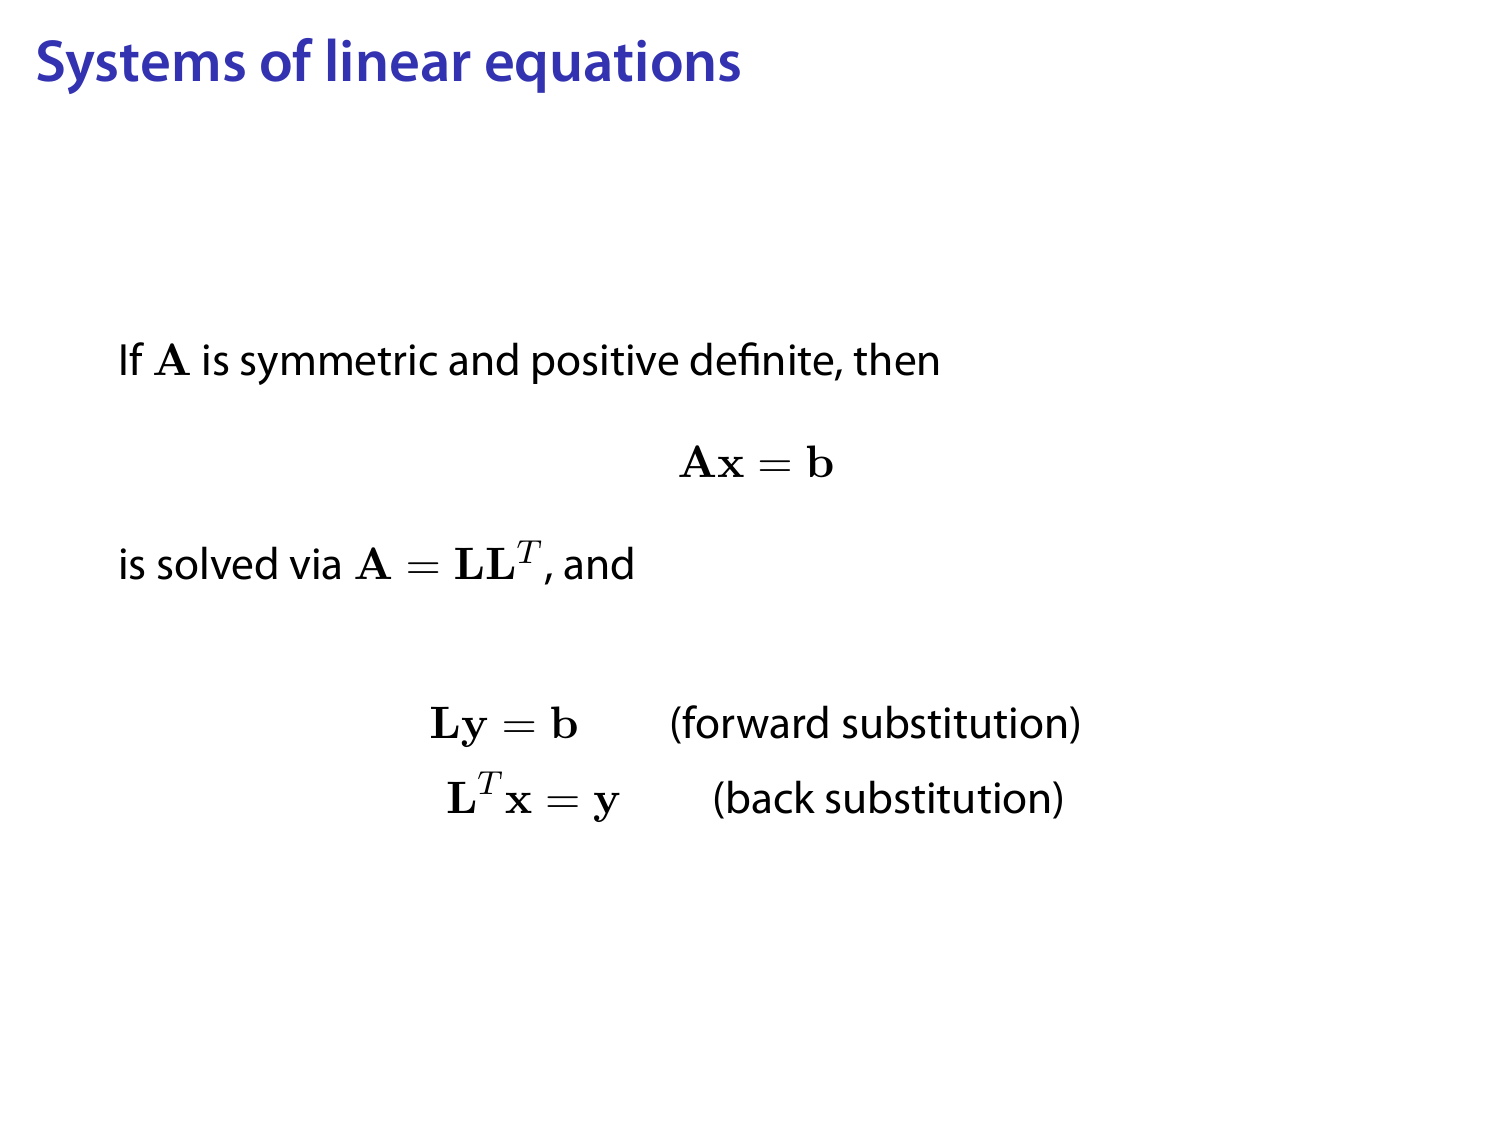 Systems of linear equations
If A is symmetric and positive definite, then
Ax = b
is solved via A = LL^T, and
Ly = b (forward substitution)
L^T x = y (back substitution)